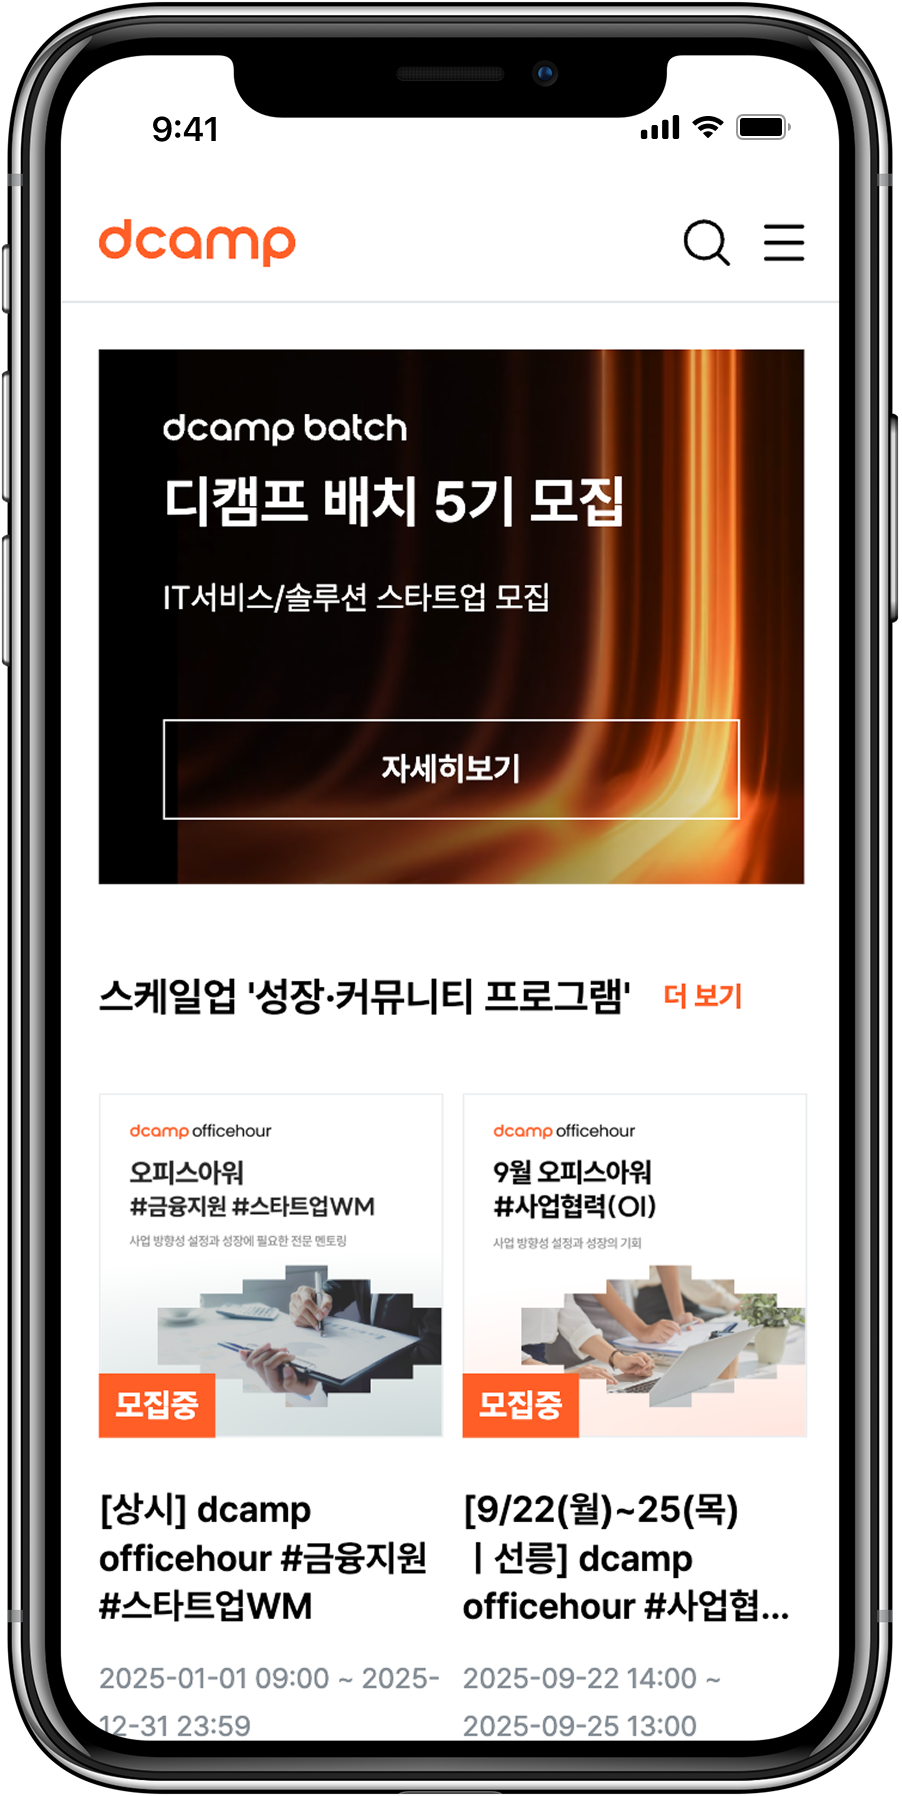 9:41
dcamp
dcamp batch
디캠프 배치 5기 모집
IT서비스/솔루션 스타트업 모집
자세히보기
스케일업 '성장·커뮤니티 프로그램' 더 보기
dcamp officehour
오피스아워
#금융지원 #스타트업WM
사업 방향성 설정과 성장에 필요한 전문 멘토링
모집중
[상시] dcamp
officehour #금융지원
#스타트업WM
2025-01-01 09:00 ~ 2025-
12-31 23:59
dcamp officehour
9월 오피스아워
#사업협력(OI)
사업 방향성 설정과 성장의 기회
모집중
[9/22(월)~25(목)
ㅣ선릉] dcamp
officehour #사업협...
2025-09-22 14:00 ~
2025-09-25 13:00